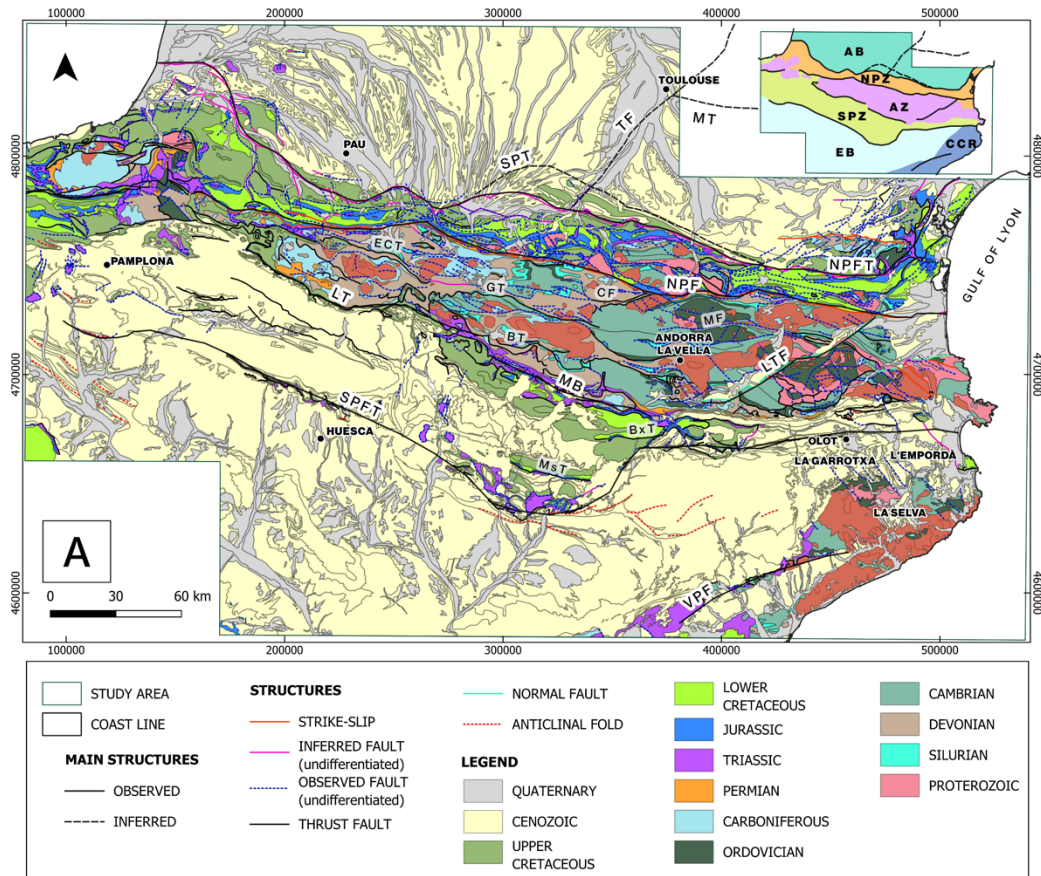 100000 200000 300000 400000 500000
AB
NPZ
AZ
SPZ
EB
CCR
TOULOUSE
TF
MT
PAU
SPT
4800000
4800000
GULF OF LYON
ECT
PAMPLONA
NPFT
NPF
GT
CF
LT
MF
BT
ANDORRA
LA VELLA
LTF
4700000
4700000
MB
SPFT
HUESCA
BxT
OLOT
L'EMPORDÀ
LA GARROTXA
MsT
LA SELVA
A
VPF
4600000
4600000
0 30 60 km
100000 200000 300000 400000 500000
STUDY AREA
COAST LINE
MAIN STRUCTURES
OBSERVED
INFERRED
STRUCTURES
STRIKE-SLIP
INFERRED FAULT
(undifferentiated)
OBSERVED FAULT
(undifferentiated)
THRUST FAULT
NORMAL FAULT
ANTICLINAL FOLD
LEGEND
QUATERNARY
CENOZOIC
UPPER
CRETACEOUS
LOWER
CRETACEOUS
JURASSIC
TRIASSIC
PERMIAN
CARBONIFEROUS
ORDOVICIAN
CAMBRIAN
DEVONIAN
SILURIAN
PROTEROZOIC